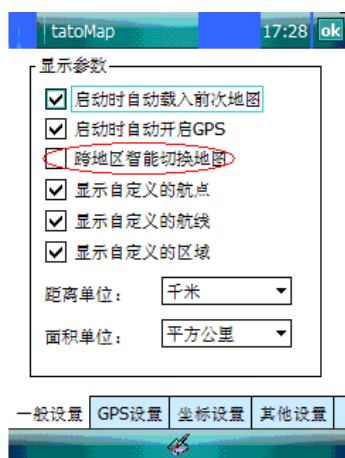 tatoMap 17:28 ok
显示参数
启动时自动载入前次地图
启动时自动开启GPS
跨地区智能切换地图
显示自定义的航点
显示自定义的航线
显示自定义的区域
距离单位： 千米
面积单位： 平方公里
一般设置 GPS设置 坐标设置 其他设置